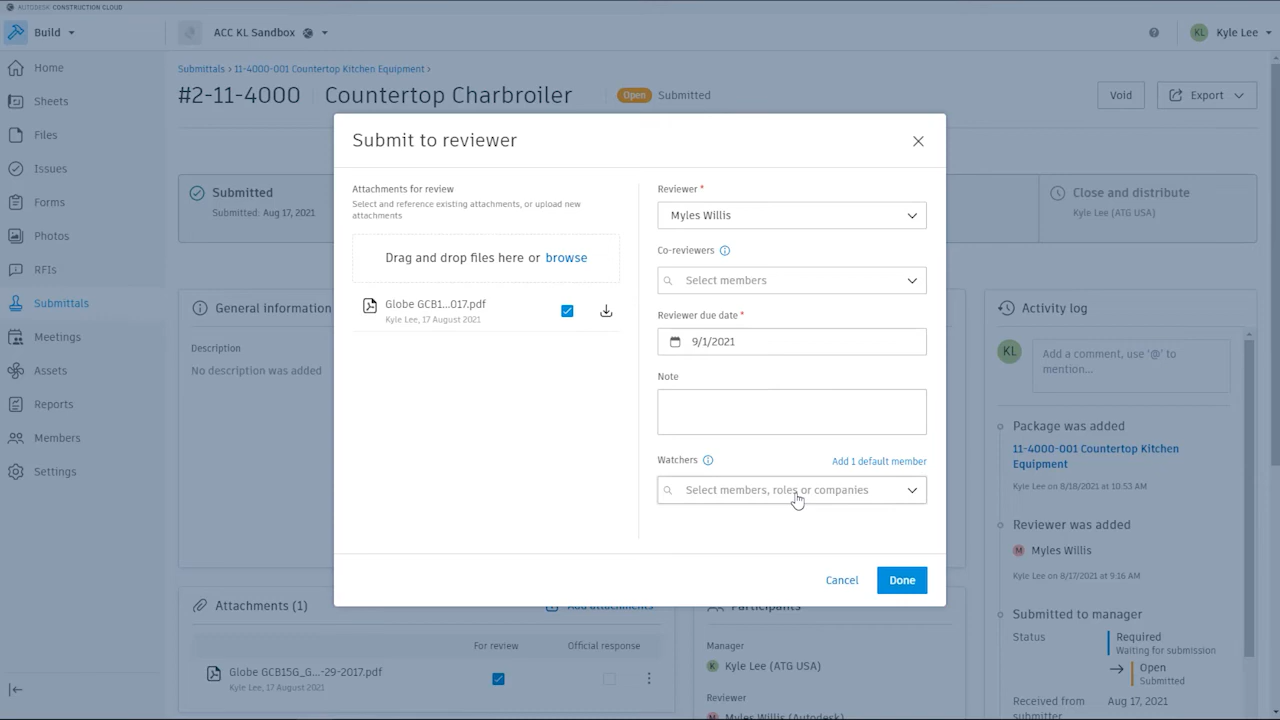 AUTODESK CONSTRUCTION CLOUD
Build
ACC KL Sandbox
KL Kyle Lee
Home
Sheets
Files
Issues
Forms
Photos
RFIs
Submittals
Meetings
Assets
Reports
Members
Settings
Submittals › 11-4000-001 Countertop Kitchen Equipment ›
#2-11-4000 Countertop Charbroiler Open Submitted
Void Export
Submitted
Submitted: Aug 17, 2021
Close and distribute
Kyle Lee (ATG USA)
General information
Description
No description was added
Submit to reviewer
Attachments for review
Select and reference existing attachments, or upload new
attachments
Drag and drop files here or browse
Globe GCB1...017.pdf
Kyle Lee, 17 August 2021
Reviewer *
Myles Willis
Co-reviewers
Select members
Reviewer due date *
9/1/2021
Note
Watchers
Add 1 default member
Select members, roles or companies
Cancel Done
Attachments (1)
Add attachments
For review Official response
Globe GCB15G_G...-29-2017.pdf
Kyle Lee, 17 August 2021
Participants
Manager
K Kyle Lee (ATG USA)
Reviewer
Myles Willis (Autodesk)
Activity log
KL
Add a comment, use '@' to
mention...
Package was added
11-4000-001 Countertop Kitchen
Equipment
Kyle Lee on 8/18/2021 at 10:53 AM
Reviewer was added
M Myles Willis
Kyle Lee on 8/17/2021 at 9:16 AM
Submitted to manager
Status
Required
Waiting for submission
Open
Submitted
Received from
submitter
Aug 17, 2021